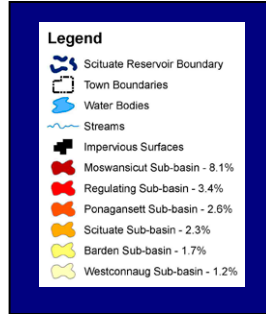 Legend
Scituate Reservoir Boundary
Town Boundaries
Water Bodies
Streams
Impervious Surfaces
Moswansicut Sub-basin - 8.1%
Regulating Sub-basin - 3.4%
Ponagansett Sub-basin - 2.6%
Scituate Sub-basin - 2.3%
Barden Sub-basin - 1.7%
Westconnaug Sub-basin - 1.2%